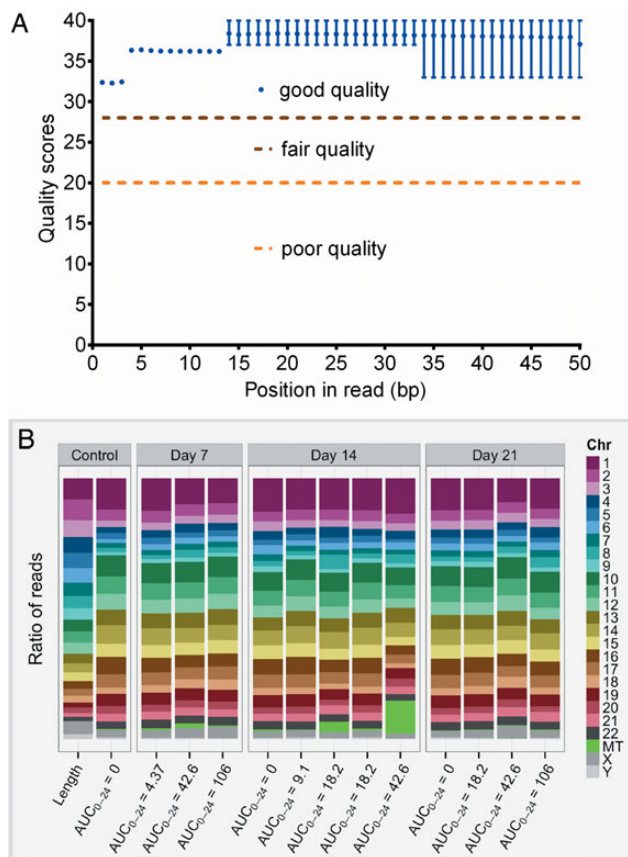 A
Quality scores
40
35
30
25
20
15
10
5
0
good quality
fair quality
poor quality
0 5 10 15 20 25 30 35 40 45 50
Position in read (bp)
B
Control Day 7 Day 14 Day 21
Ratio of reads
Length
AUC0–24 = 0
AUC0–24 = 4.37
AUC0–24 = 42.6
AUC0–24 = 106
AUC0–24 = 0
AUC0–24 = 9.1
AUC0–24 = 18.2
AUC0–24 = 18.2
AUC0–24 = 42.6
AUC0–24 = 0
AUC0–24 = 18.2
AUC0–24 = 42.6
AUC0–24 = 106
Chr
1
2
3
4
5
6
7
8
9
10
11
12
13
14
15
16
17
18
19
20
21
22
MT
X
Y